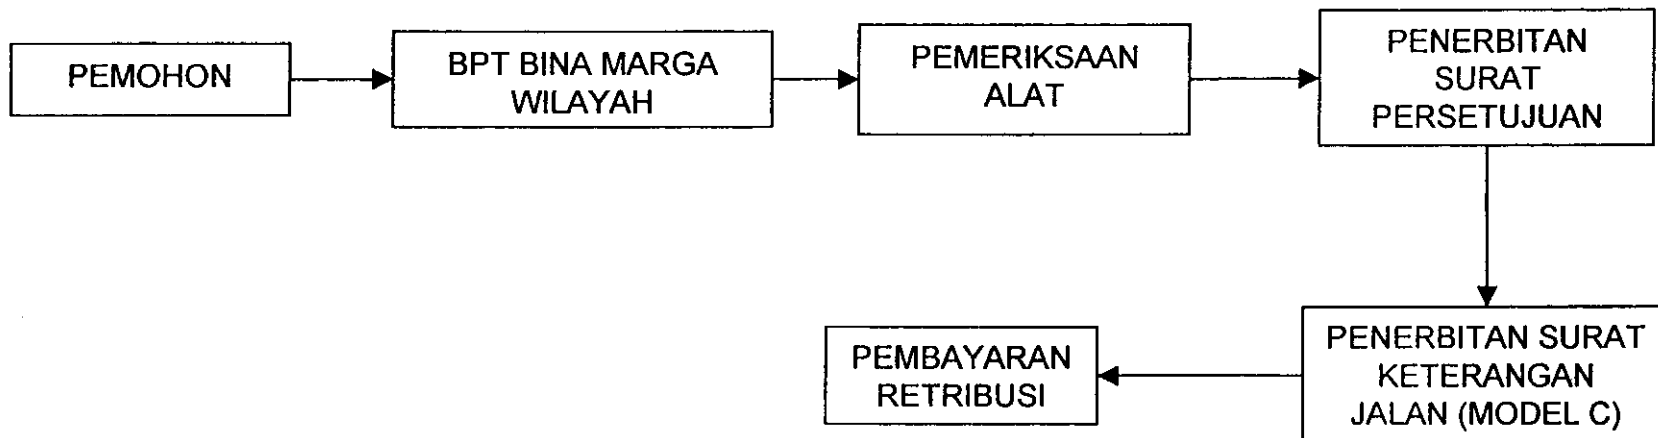 PEMOHON
BPT BINA MARGA
WILAYAH
PEMERIKSAAN
ALAT
PENERBITAN
SURAT
PERSETUJUAN
PENERBITAN SURAT
KETERANGAN
JALAN (MODEL C)
PEMBAYARAN
RETRIBUSI